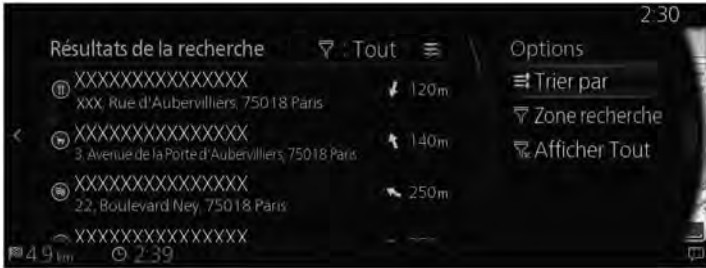 2:30
Résultats de la recherche : Tout
XXXXXXXXXXXXXXX
xxx, Rue d'Aubervilliers, 75018 Paris
120m
XXXXXXXXXXXXXXX
3, Avenue de la Porte d'Aubervilliers, 75018 Paris
140m
XXXXXXXXXXXXXXX
22, Boulevard Ney, 75018 Paris
250m
XXXXXXXXXXXXXXX
4.9 km 2:39
Options
Trier par
Zone recherche
Afficher Tout